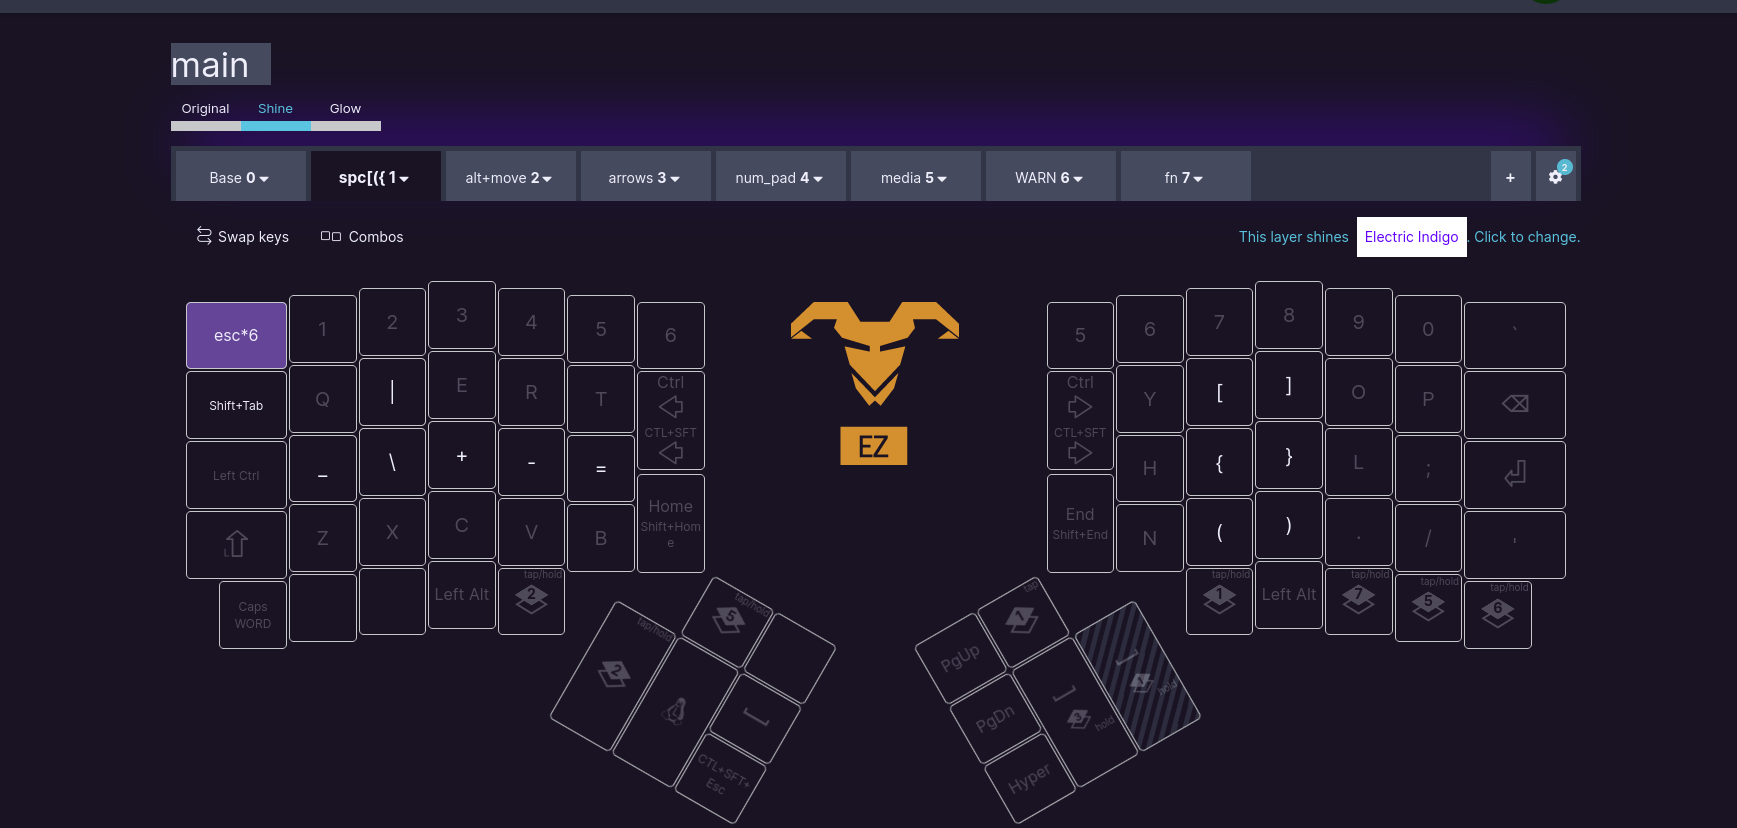 main
Original Shine Glow
Base 0 spc[({ 1 alt+move 2 arrows 3 num_pad 4 media 5 WARN 6 fn 7 + 2
Swap keys Combos This layer shines Electric Indigo . Click to change.
esc*6 1 2 3 4 5 6 5 6 7 8 9 0 `
Shift+Tab Q | E R T Ctrl Ctrl Y [ ] O P
CTL+SFT CTL+SFT
Left Ctrl _ \ + - = H { } L ;
EZ
L Z X C V B Home End N ( ) . / '
Shift+Hom Shift+End
e
Caps Left Alt tap/hold tap/hold Left Alt tap/hold tap/hold tap/hold
WORD 2 1 7 5 6
tap/hold tap/hold tap
2 5 1
PgUp
hold
1
PgDn
3 hold
CTL+SFT+
Esc
Hyper